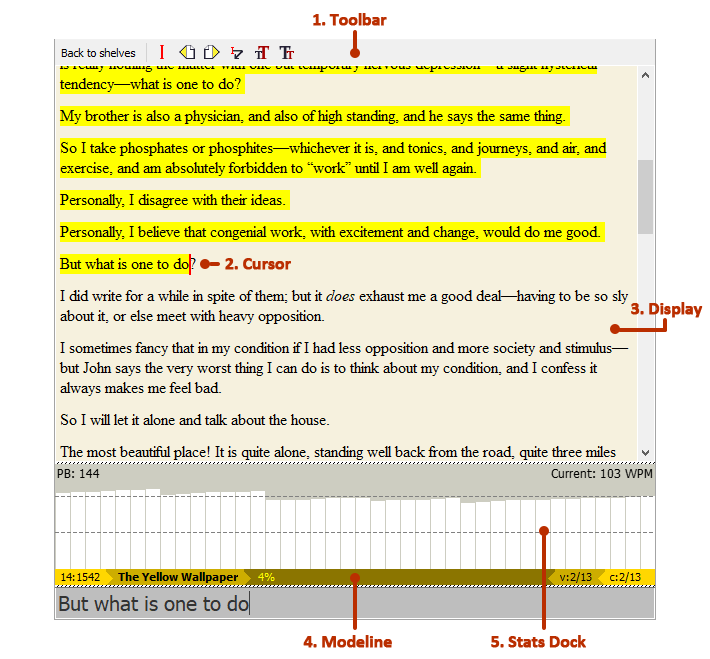 1. Toolbar
Back to shelves
is really nothing the matter with one but temporary nervous depression—a slight hysterical
tendency—what is one to do?
My brother is also a physician, and also of high standing, and he says the same thing.
So I take phosphates or phosphites—whichever it is, and tonics, and journeys, and air, and
exercise, and am absolutely forbidden to “work” until I am well again.
Personally, I disagree with their ideas.
Personally, I believe that congenial work, with excitement and change, would do me good.
But what is one to do?
2. Cursor
I did write for a while in spite of them; but it does exhaust me a good deal—having to be so sly
about it, or else meet with heavy opposition.
3. Display
I sometimes fancy that in my condition if I had less opposition and more society and stimulus—
but John says the very worst thing I can do is to think about my condition, and I confess it
always makes me feel bad.
So I will let it alone and talk about the house.
The most beautiful place! It is quite alone, standing well back from the road, quite three miles
PB: 144
Current: 103 WPM
14:1542 The Yellow Wallpaper 4% v:2/13 c:2/13
But what is one to do
4. Modeline
5. Stats Dock